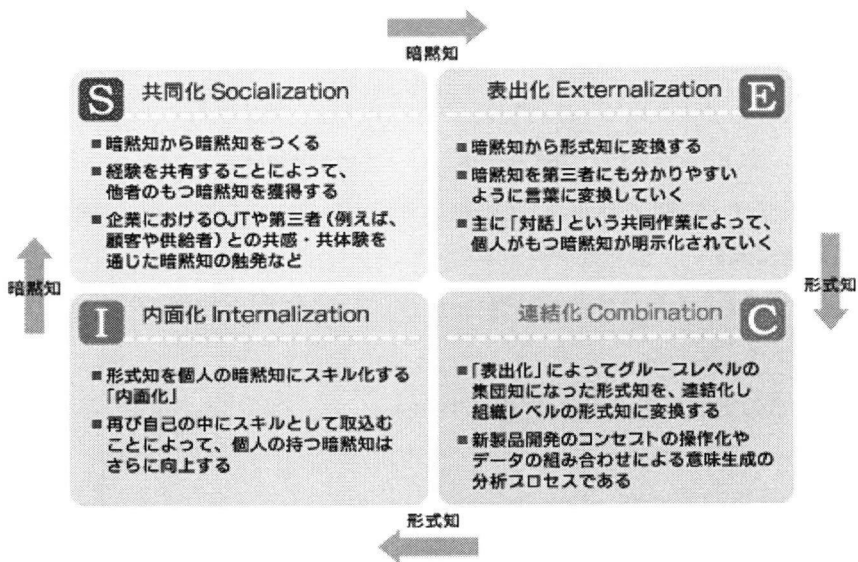 暗黙知
S 共同化 Socialization
■暗黙知から暗黙知をつくる
■経験を共有することによって、
他者のもつ暗黙知を獲得する
■企業におけるOJTや第三者(例えば、
顧客や供給者)との共感・共体験を
通じた暗黙知の触発など
表出化 Externalization E
■暗黙知から形式知に変換する
■暗黙知を第三者にも分かりやすい
ように言葉に変換していく
■主に「対話」という共同作業によって、
個人がもつ暗黙知が明示化されていく
暗黙知
形式知
I 内面化 Internalization
■形式知を個人の暗黙知にスキル化する
「内面化」
■再び自己の中にスキルとして取込む
ことによって、個人の持つ暗黙知は
さらに向上する
連結化 Combination C
■「表出化」によってグループレベルの
集団知になった形式知を、連結化し
組織レベルの形式知に変換する
■新製品開発のコンセプトの操作化や
データの組み合わせによる意味生成の
分析プロセスである
形式知